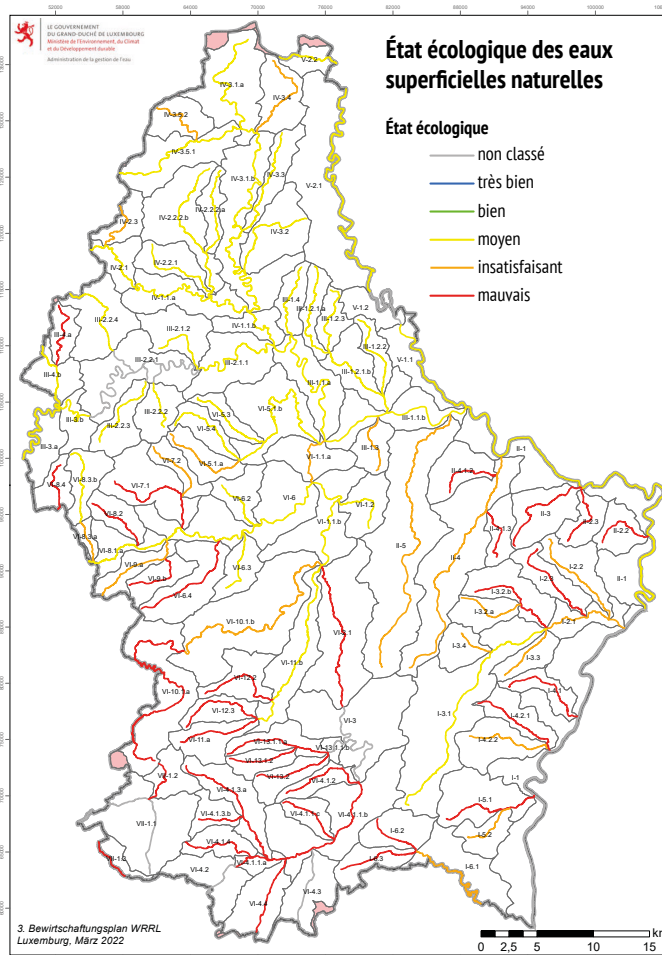 LE GOUVERNEMENT
DU GRAND-DUCHÉ DE LUXEMBOURG
Ministère de l'Environnement, du Climat
et du Développement durable
Administration de la gestion de l'eau
52000 70000 76000 82000 100000
État écologique des eaux
superficielles naturelles
État écologique
non classé
très bien
bien
moyen
insatisfaisant
mauvais
V-2.2
IV-3.1.a
IV-3.4
IV-3.5.2
IV-3.5.1
IV-3.1.b
IV-3.3
V-2.1
IV-2.2.2.b
IV-2.2.2.a
IV-2.3
IV-3.2
IV-2.2.1
IV-2.1
IV-1.1.a
III-1.4
III-1.2.1.a
III-1.2.3
V-1.2
III-2.2.4
III-2.1.2
IV-1.1.b
III-4.a
III-1.2.2
V-1.1
III-2.2.1
III-2.1.1
III-4.b
III-1.2.1.b
III-1.1.a
III-3.b
III-2.2.2
VI-5.3
VI-5.1.b
III-1.1.b
III-2.2.3
VI-5.4
III-3.a
VI-7.2
VI-5.1.a
VI-1.1.a
III-1.3
II-1
VI-8.4
VI-8.3.b
VI-7.1
II-4.1.2
VI-6.2
VI-6
VI-1.2
VI-8.2
II-3
II-2.3
VI-1.1.b
II-4.1.3
II-2.2
VI-8.3.a
VI-8.1.a
II-5
II-4
VI-9.a
VI-9.b
VI-6.3
I-2.2
II-1
VI-6.4
I-3.2.b
I-2.3
I-3.2.a
I-2.1
VI-10.1.b
I-3.4
I-3.3
VI-11.b
VI-12.2
VI-10.1.a
I-4.1
VI-12.3
VI-3
I-3.1
I-4.2.1
VI-11.a
VI-13.1.1.a
VI-13.1.1.b
I-4.2.2
VI-13.1.2
VI-13.2
VI-4.1.2
I-1
VI-4.1.3.a
I-5.1
VI-4.1.3.b
VI-4.1.1.c
VI-4.1.1.b
VII-1.1
I-6.2
I-5.2
VI-4.1.4
VII-1.3
VI-4.1.1.a
I-6.3
VI-4.2
I-6.1
VI-4.3
VI-4.4
3. Bewirtschaftungsplan WRRL
Luxemburg, März 2022
0 2,5 5 10 15
km